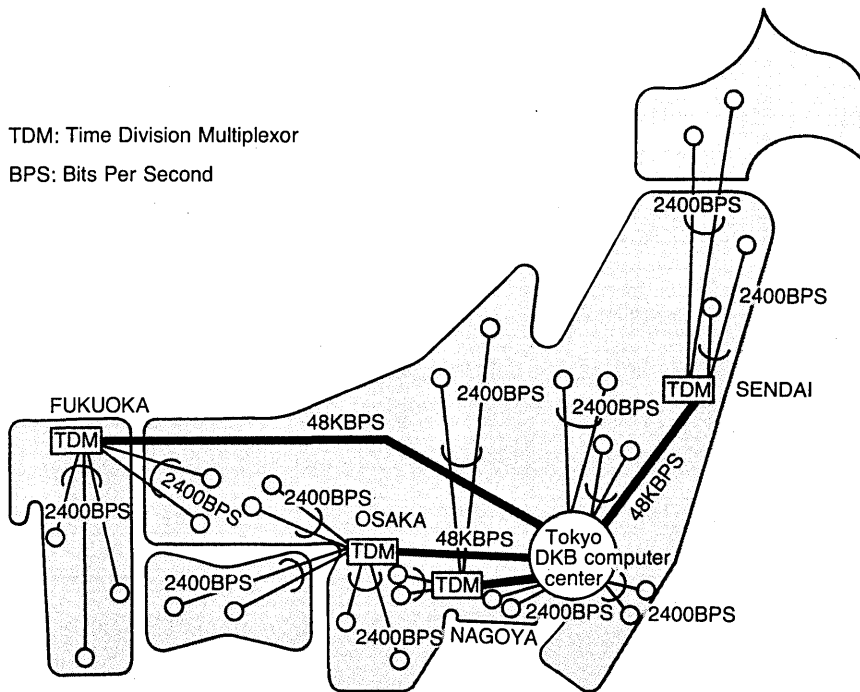 TDM: Time Division Multiplexor
BPS: Bits Per Second
2400BPS
2400BPS
2400BPS
TDM
SENDAI
2400BPS
FUKUOKA
TDM
48KBPS
48KBPS
2400BPS
2400BPS
2400BPS
OSAKA
TDM
48KBPS
Tokyo
DKB computer
center
TDM
2400BPS
2400BPS
2400BPS
2400BPS
NAGOYA